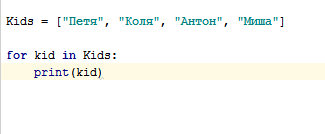 Kids = ["Петя", "Коля", "Антон", "Миша"]
for kid in Kids:
    print(kid)